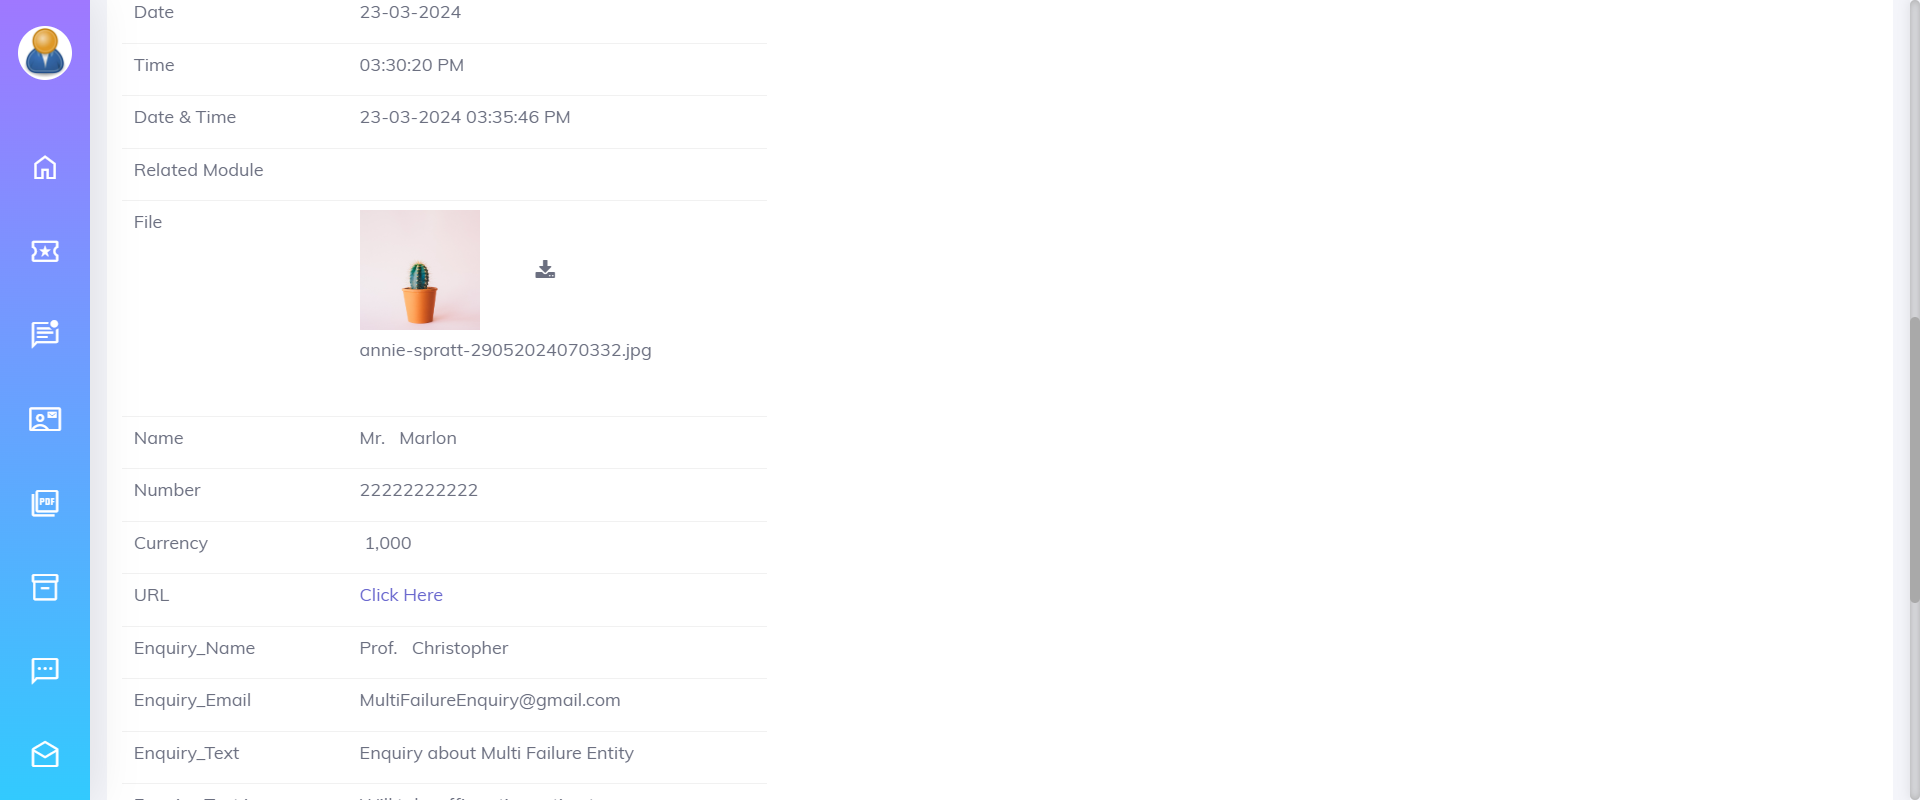 Date 23-03-2024
Time 03:30:20 PM
Date & Time 23-03-2024 03:35:46 PM
Related Module
File
annie-spratt-29052024070332.jpg
Name Mr. Marlon
Number 22222222222
Currency 1,000
PDF
URL Click Here
Enquiry_Name Prof. Christopher
Enquiry_Email MultiFailureEnquiry@gmail.com
Enquiry_Text Enquiry about Multi Failure Entity